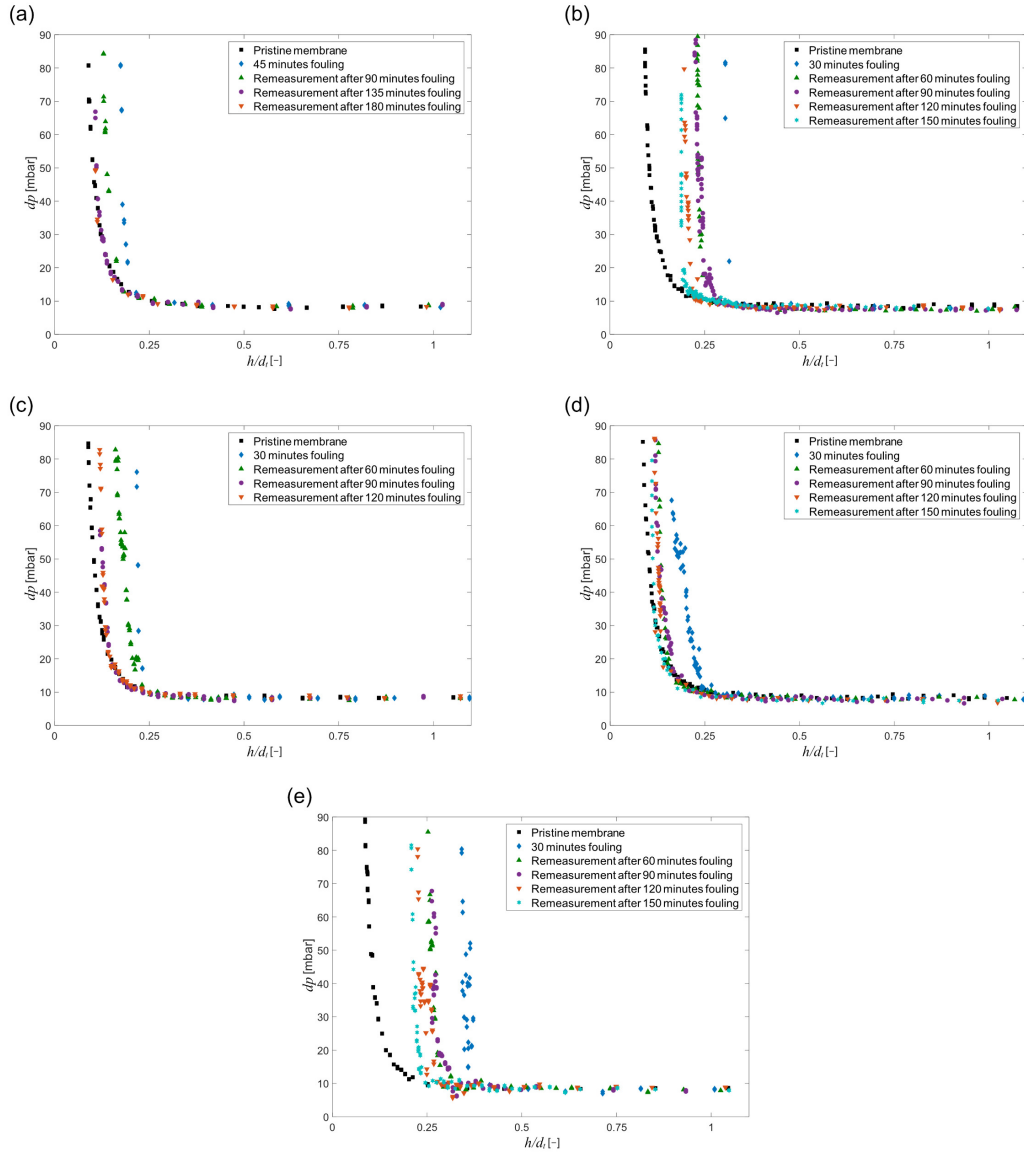 (a)
90
80
70
60
50
40
30
20
10
0
dp [mbar]
0
0.25
0.5
0.75
1
h/dt [–]
Pristine membrane
45 minutes fouling
Remeasurement after 90 minutes fouling
Remeasurement after 135 minutes fouling
Remeasurement after 180 minutes fouling
(b)
90
80
70
60
50
40
30
20
10
0
dp [mbar]
0
0.25
0.5
0.75
1
h/dt [–]
Pristine membrane
30 minutes fouling
Remeasurement after 60 minutes fouling
Remeasurement after 90 minutes fouling
Remeasurement after 120 minutes fouling
Remeasurement after 150 minutes fouling
(c)
90
80
70
60
50
40
30
20
10
0
dp [mbar]
0
0.25
0.5
0.75
1
h/dt [–]
Pristine membrane
30 minutes fouling
Remeasurement after 60 minutes fouling
Remeasurement after 90 minutes fouling
Remeasurement after 120 minutes fouling
(d)
90
80
70
60
50
40
30
20
10
0
dp [mbar]
0
0.25
0.5
0.75
1
h/dt [–]
Pristine membrane
30 minutes fouling
Remeasurement after 60 minutes fouling
Remeasurement after 90 minutes fouling
Remeasurement after 120 minutes fouling
Remeasurement after 150 minutes fouling
(e)
90
80
70
60
50
40
30
20
10
0
dp [mbar]
0
0.25
0.5
0.75
1
h/dt [–]
Pristine membrane
30 minutes fouling
Remeasurement after 60 minutes fouling
Remeasurement after 90 minutes fouling
Remeasurement after 120 minutes fouling
Remeasurement after 150 minutes fouling